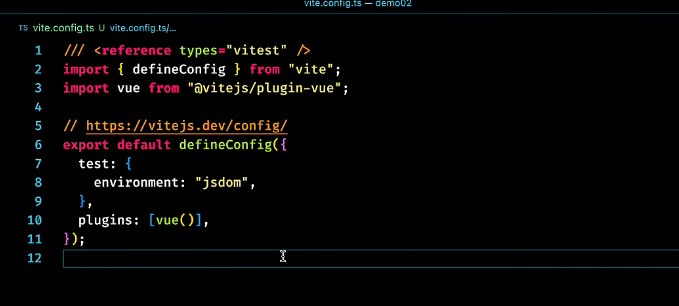 vite.config.ts — demo02
TS vite.config.ts U vite.config.ts/...
1 /// <reference types="vitest" />
2 import { defineConfig } from "vite";
3 import vue from "@vitejs/plugin-vue";
4
5 // https://vitejs.dev/config/
6 export default defineConfig({
7   test: {
8     environment: "jsdom",
9   },
10   plugins: [vue()],
11 });
12